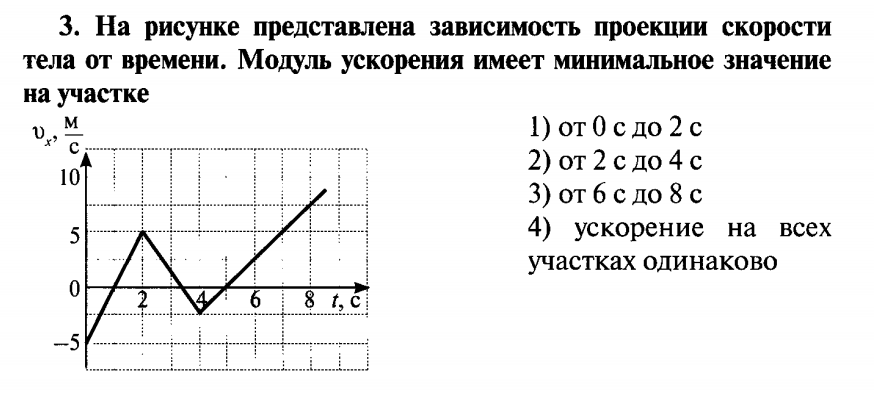 3. На рисунке представлена зависимость проекции скорости
тела от времени. Модуль ускорения имеет минимальное значение
на участке
υx, м/с
10
5
0
–5
2
4
6
8
t, с
1) от 0 с до 2 с
2) от 2 с до 4 с
3) от 6 с до 8 с
4) ускорение на всех
участках одинаково